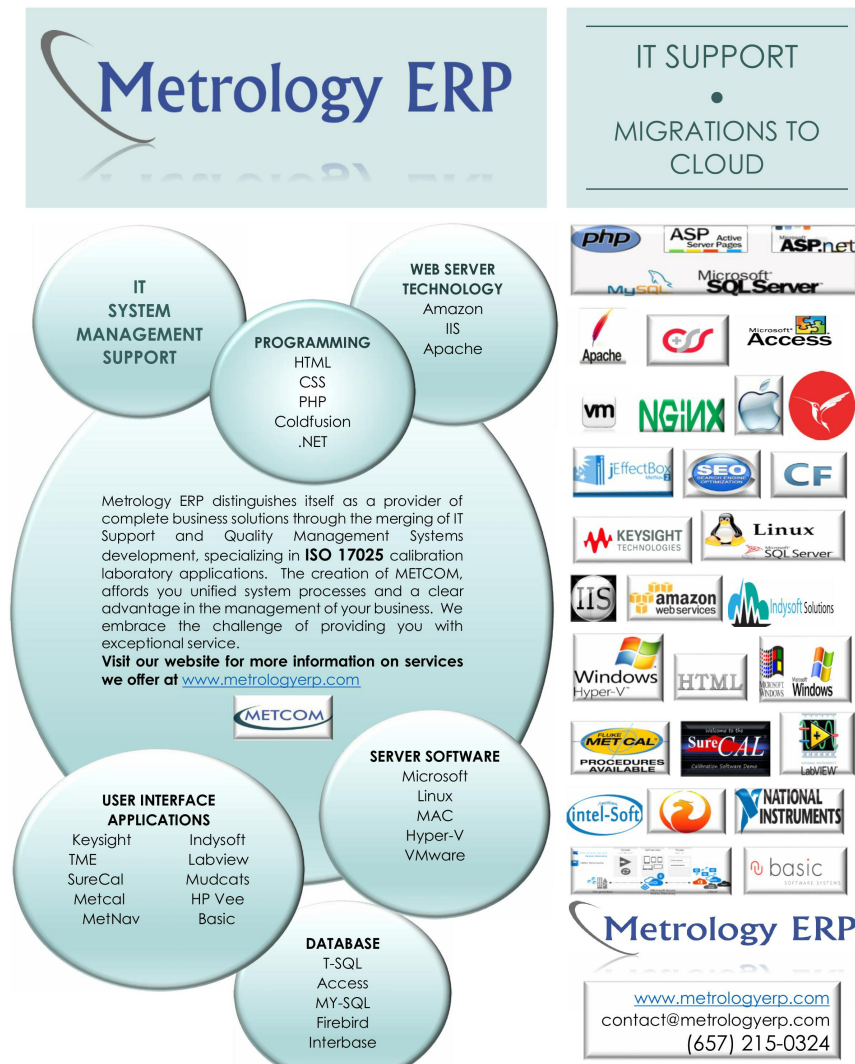 Metrology ERP
IT SUPPORT
•
MIGRATIONS TO
CLOUD
IT
SYSTEM
MANAGEMENT
SUPPORT
WEB SERVER
TECHNOLOGY
Amazon
IIS
Apache
PROGRAMMING
HTML
CSS
PHP
Coldfusion
.NET
Metrology ERP distinguishes itself as a provider of
complete business solutions through the merging of IT
Support and Quality Management Systems
development, specializing in ISO 17025 calibration
laboratory applications. The creation of METCOM,
affords you unified system processes and a clear
advantage in the management of your business. We
embrace the challenge of providing you with
exceptional service.
Visit our website for more information on services
we offer at www.metrologyerp.com
METCOM
SERVER SOFTWARE
Microsoft
Linux
MAC
Hyper-V
VMware
USER INTERFACE
APPLICATIONS
Keysight Indysoft
TME Labview
SureCal Mudcats
Metcal HP Vee
MetNav Basic
DATABASE
T-SQL
Access
MY-SQL
Firebird
Interbase
php
ASP Active
Server Pages
Microsoft
ASP.net
MySQL
Microsoft
SQL Server
Apache
css
Microsoft
Access
vm
NGiNX
jEffectBox
MetNav2
SEO
SEARCH ENGINE
OPTIMIZATION
CF
KEYSIGHT
TECHNOLOGIES
Linux
Microsoft
SQL Server
IIS
amazon
web services
Indysoft Solutions
Windows
Hyper-V
HTML
MICROSOFT
WINDOWS
Microsoft
Windows
FLUKE
MET/CAL
PROCEDURES
AVAILABLE
Welcome to the
SureCAL
Calibration Software Demo
LabVIEW
intel-Soft
NATIONAL
INSTRUMENTS
basic
SOFTWARE SYSTEMS
Metrology ERP
www.metrologyerp.com
contact@metrologyerp.com
(657) 215-0324